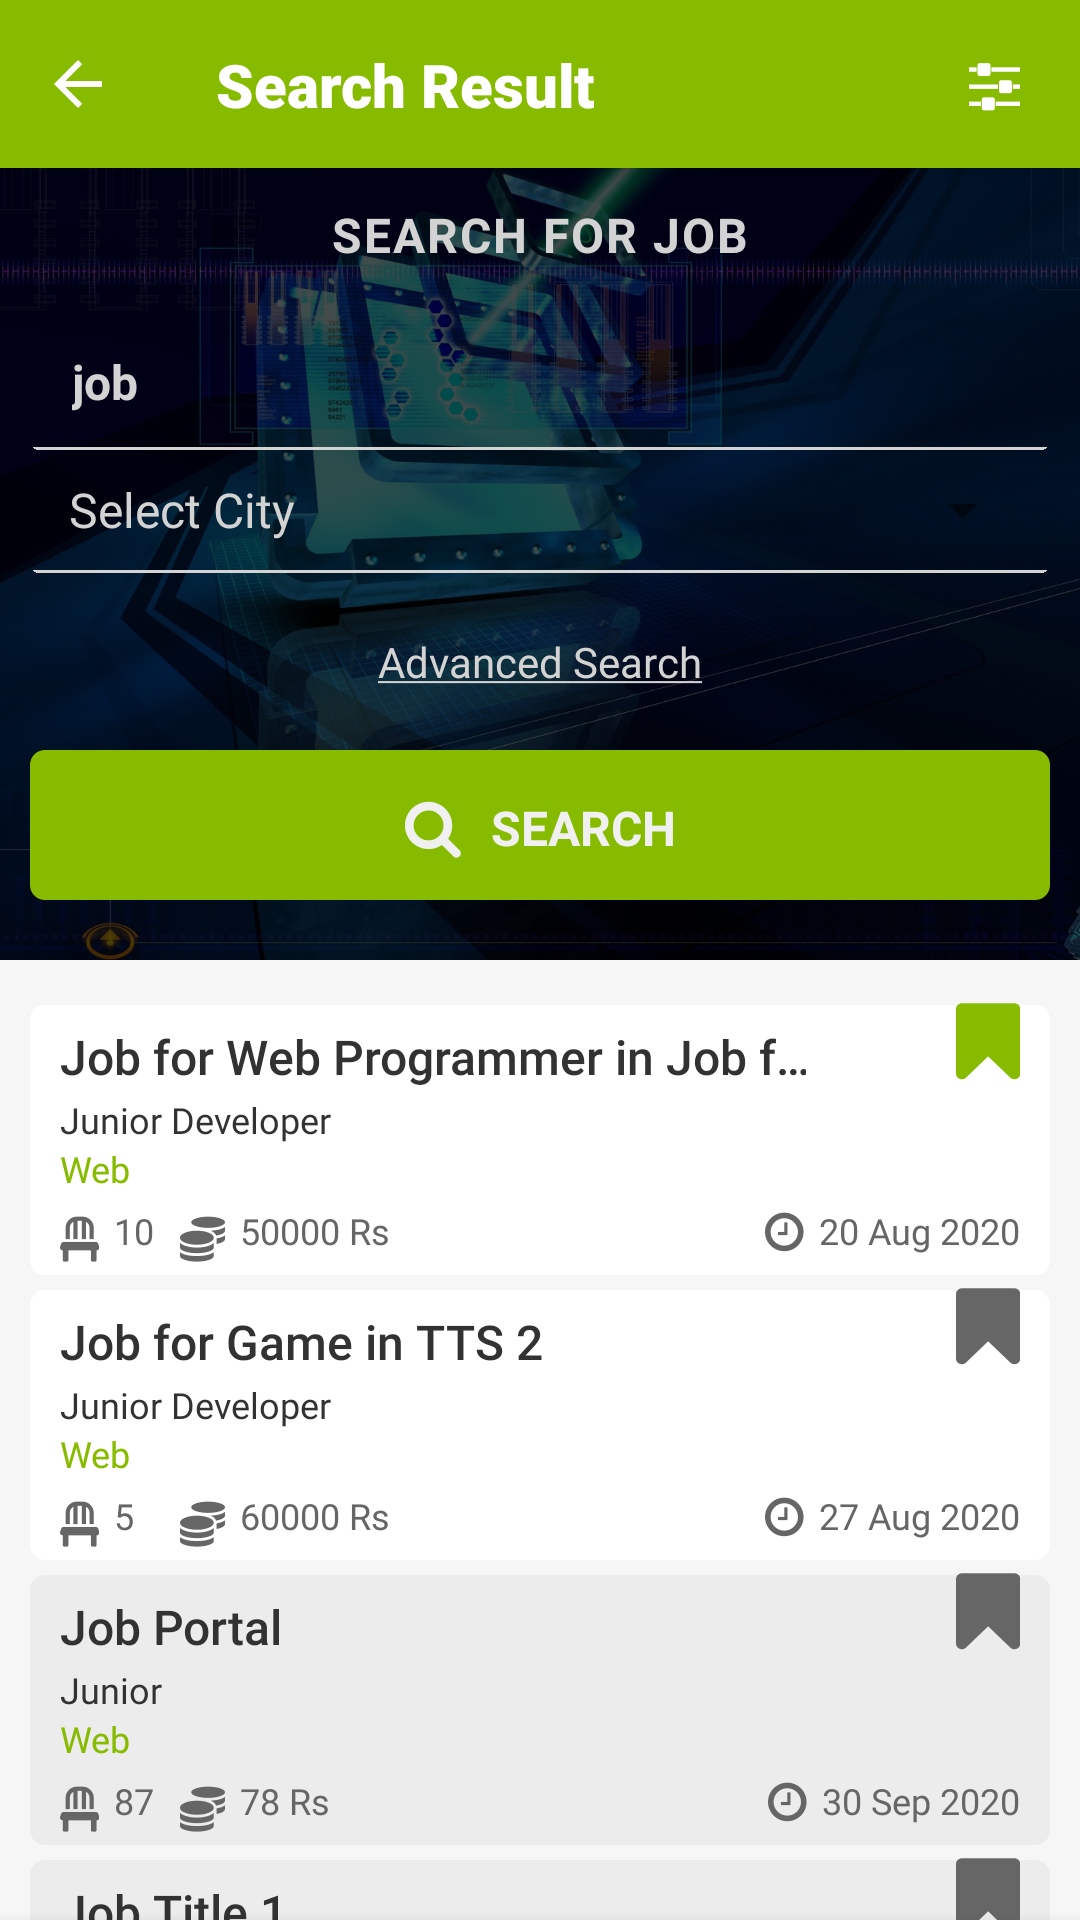 Search Result
SEARCH FOR JOB
job
Select City
Advanced Search
SEARCH
Job for Web Programmer in Job f...
Junior Developer
Web
10 50000 Rs 20 Aug 2020
Job for Game in TTS 2
Junior Developer
Web
5 60000 Rs 27 Aug 2020
Job Portal
Junior
Web
87 78 Rs 30 Sep 2020
Job Title 1